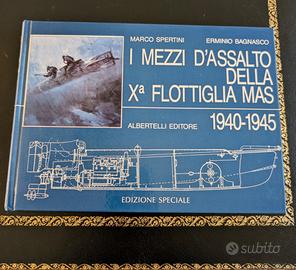 MARCO SPERTINI ERMINIO BAGNASCO
I MEZZI D'ASSALTO
DELLA
Xª FLOTTIGLIA MAS
ALBERTELLI EDITORE 1940-1945
EDIZIONE SPECIALE
subito